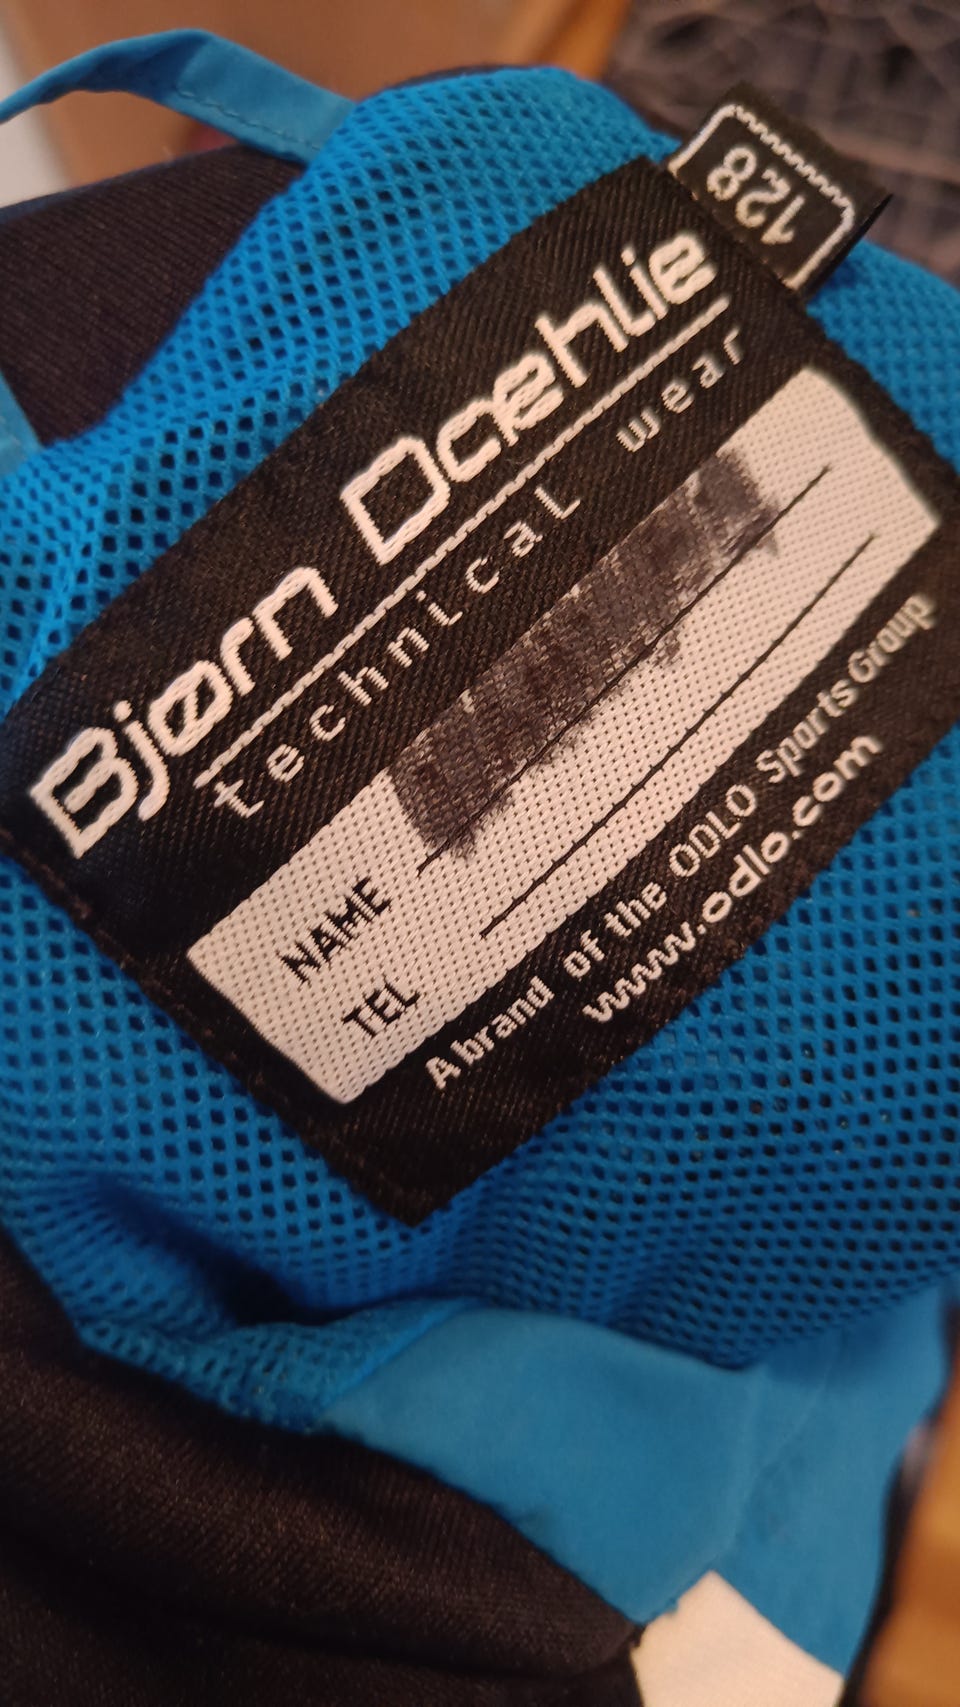 128
Bjørn Dæhlie
technical wear
NAME
TEL
A brand of the ODLO Sports Group
www.odlo.com